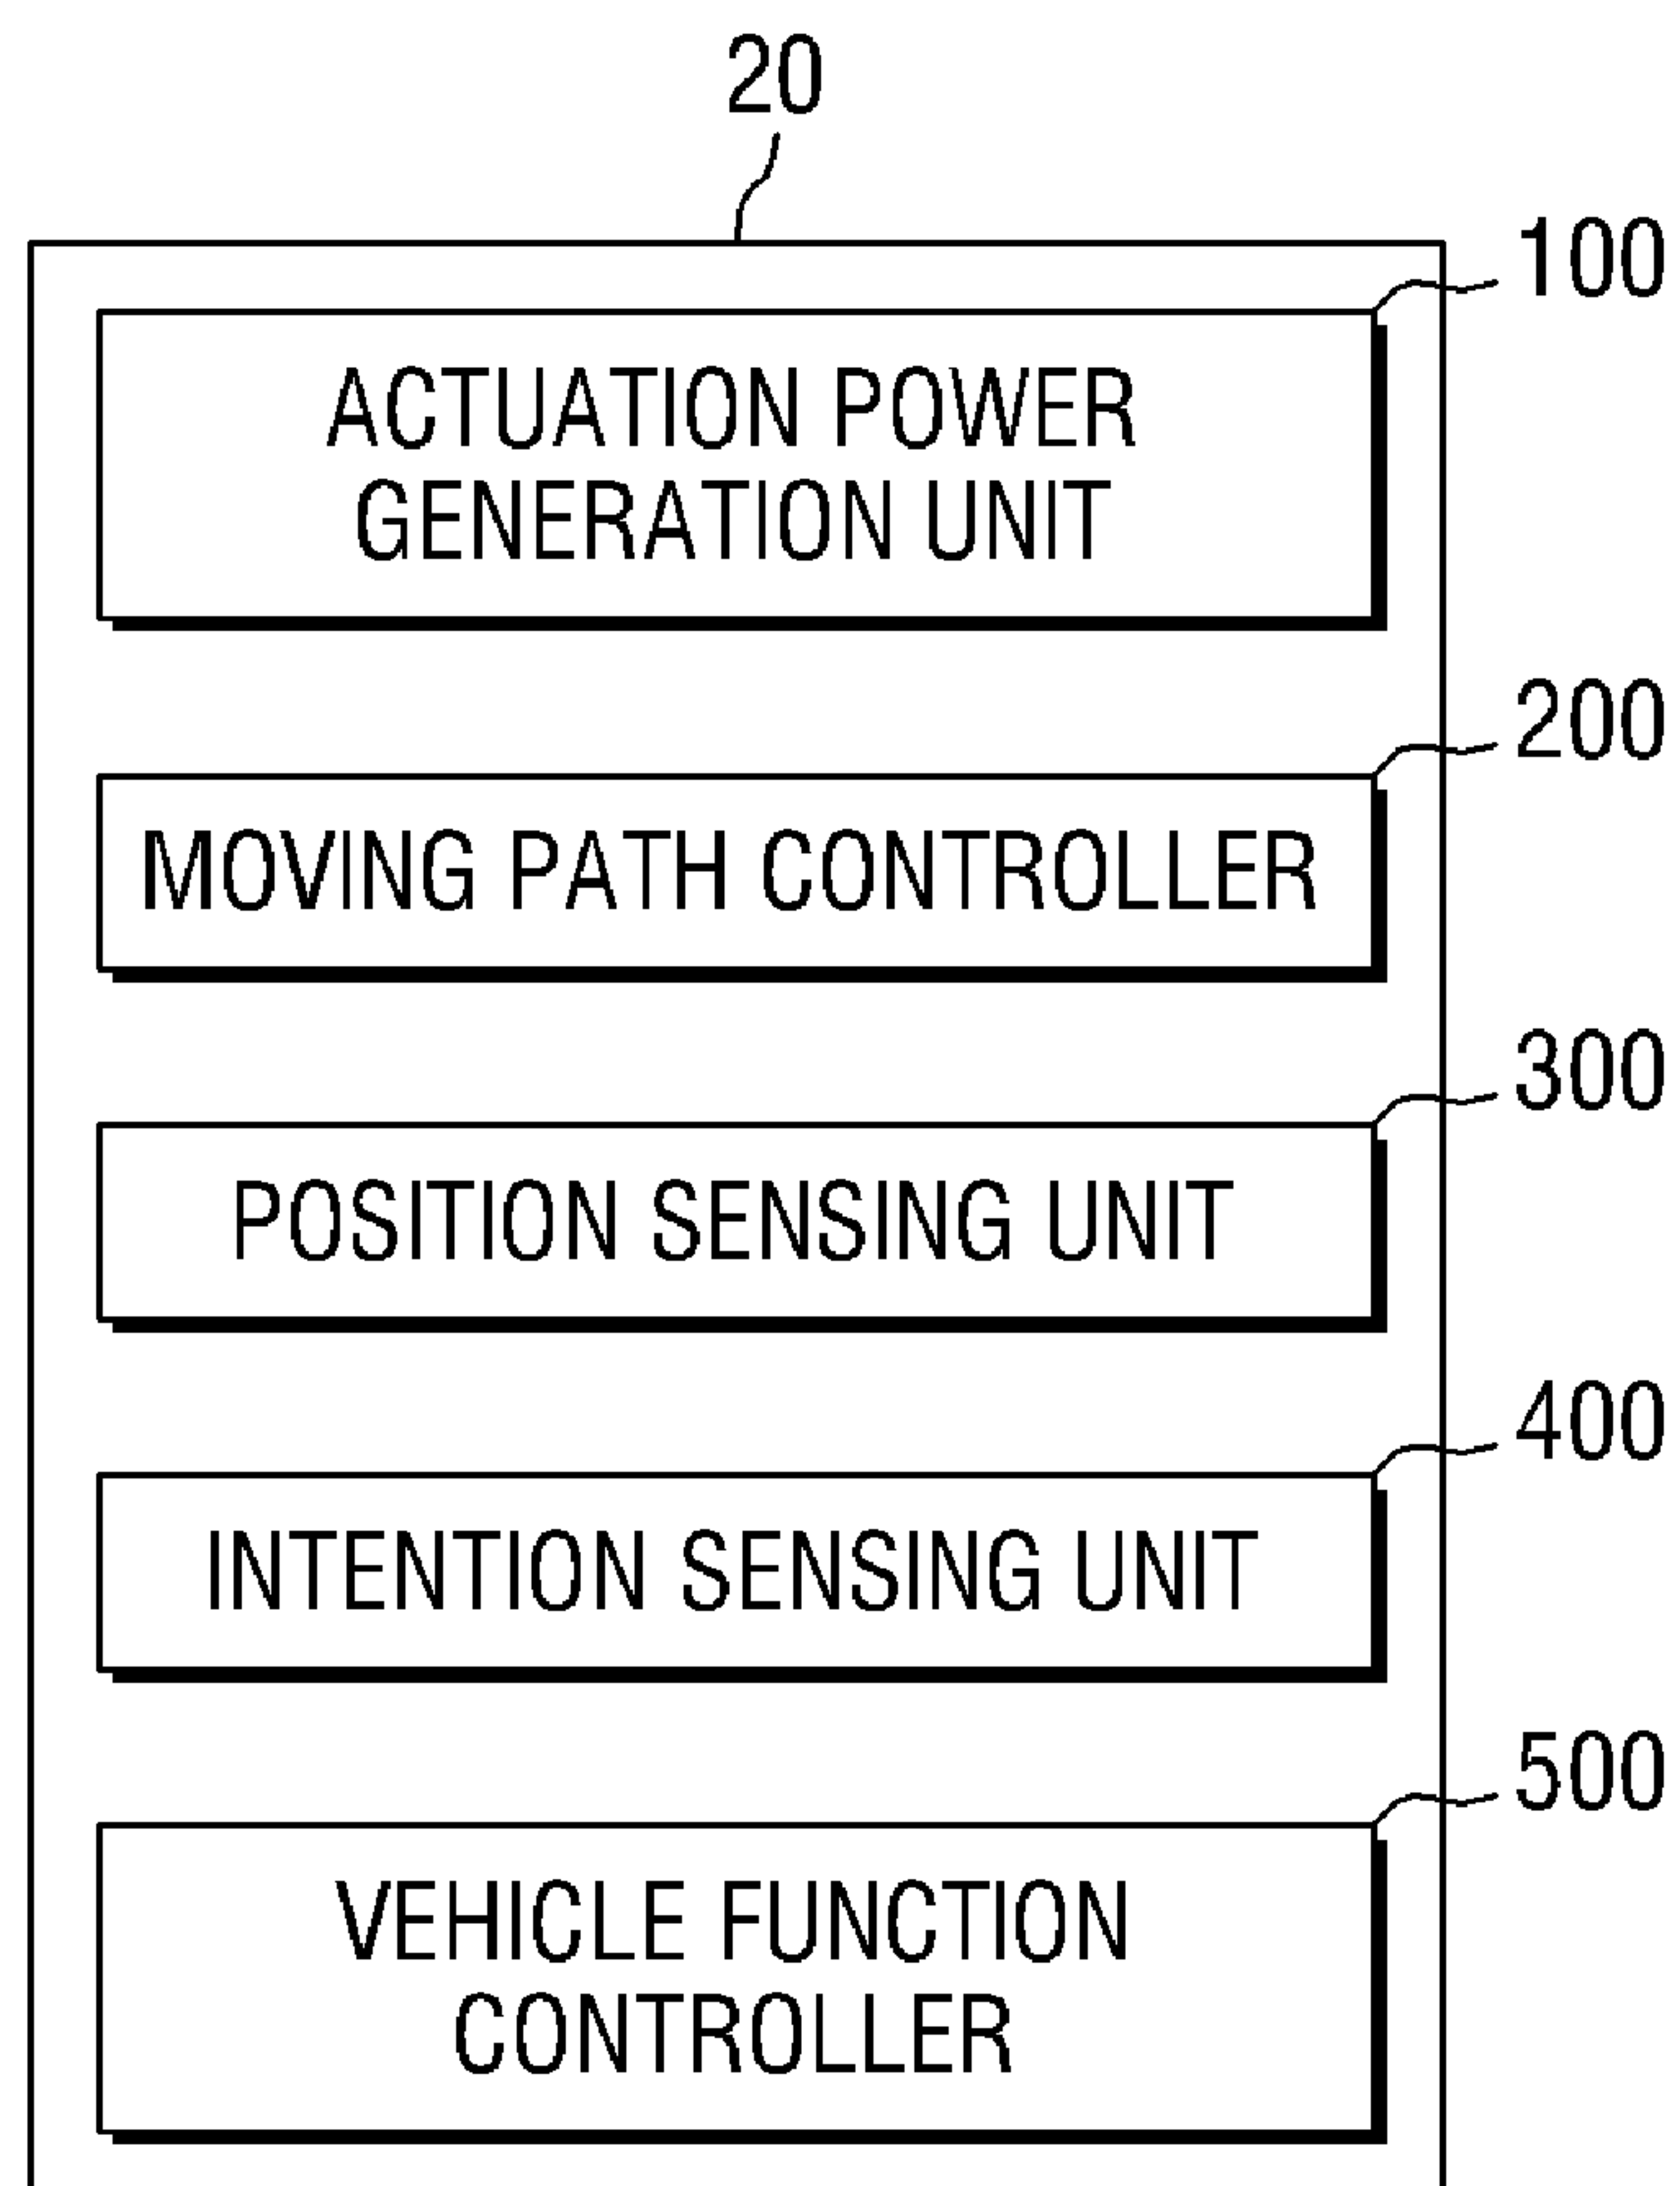 20
100
ACTUATION POWER
GENERATION UNIT
200
MOVING PATH CONTROLLER
300
POSITION SENSING UNIT
400
INTENTION SENSING UNIT
500
VEHICLE FUNCTION
CONTROLLER